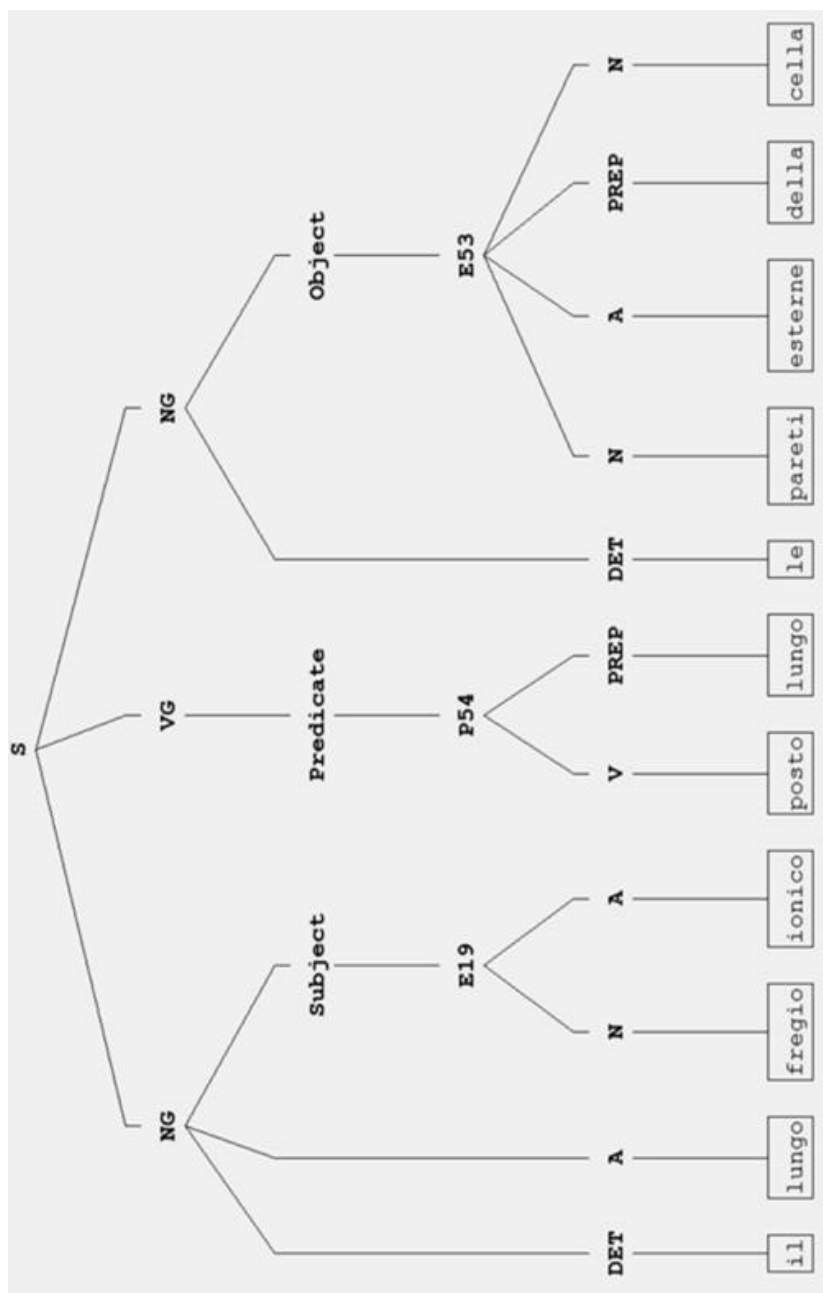 S
NG VG NG
Subject Predicate Object
E19 P54 E53
DET A N A V PREP DET N A PREP N
il lungo fregio ionico posto lungo le pareti esterne della cella